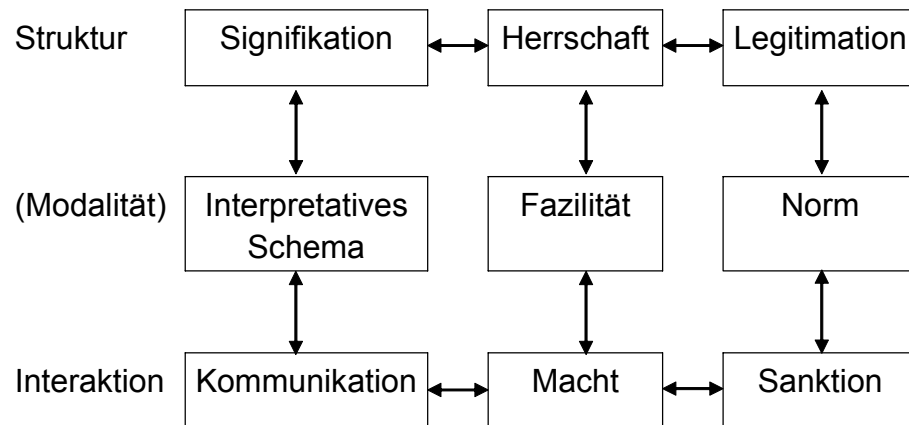 Struktur Signifikation Herrschaft Legitimation
(Modalität) Interpretatives Schema Fazilität Norm
Interaktion Kommunikation Macht Sanktion